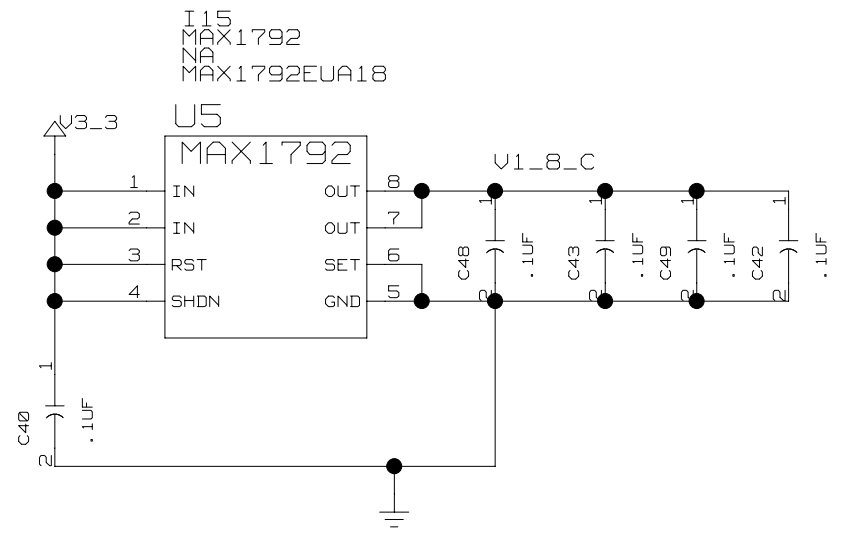 I15
MAX1792
NA
MAX1792EUA18
U5
V3_3
MAX1792
V1_8_C
1 IN OUT 8
2 IN OUT 7
3 RST SET 6
4 SHDN GND 5
1 1 1 1
C48 .1UF C43 .1UF C49 .1UF C42 .1UF
2 2 2 2
1
C40 .1UF
2